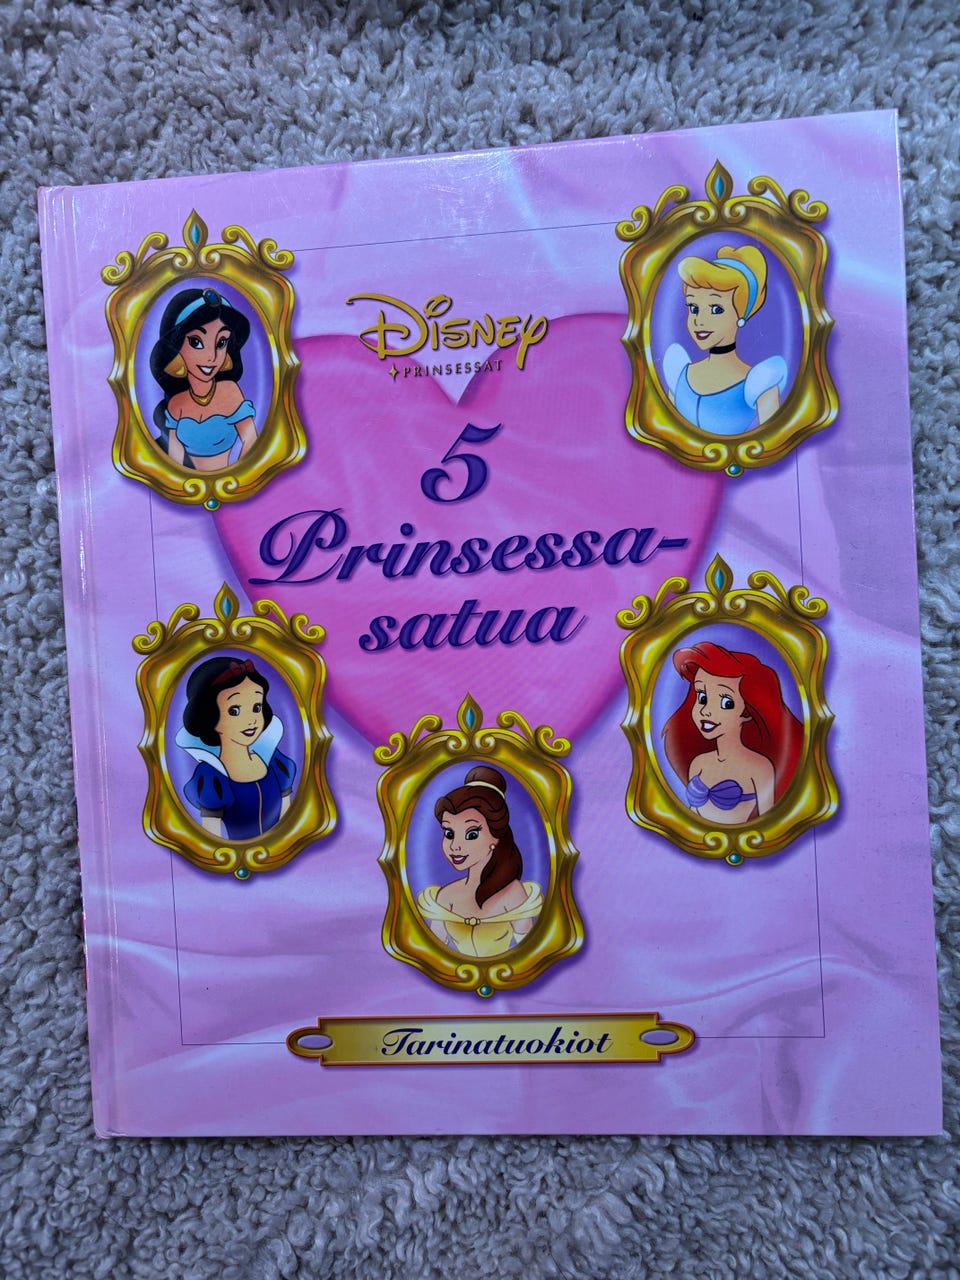 Disney
PRINSESSAT
5
Prinsessa-
satua
Tarinatuokiot